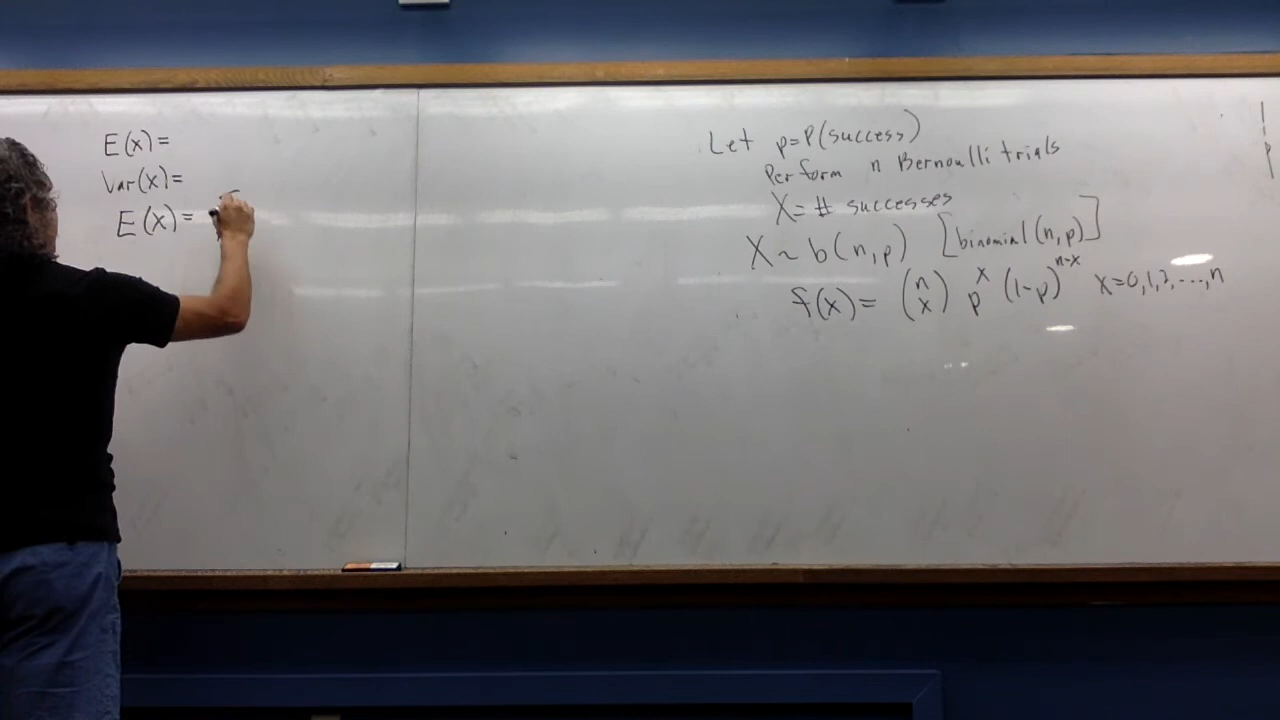 E(x)=
Var(x)=
E(x)=
Let p=P(success)
Perform n Bernoulli trials
X=# successes
X~b(n,p) [binomial(n,p)]
f(x)= (n x) p^x (1-p)^n-x x=0,1,2,...,n